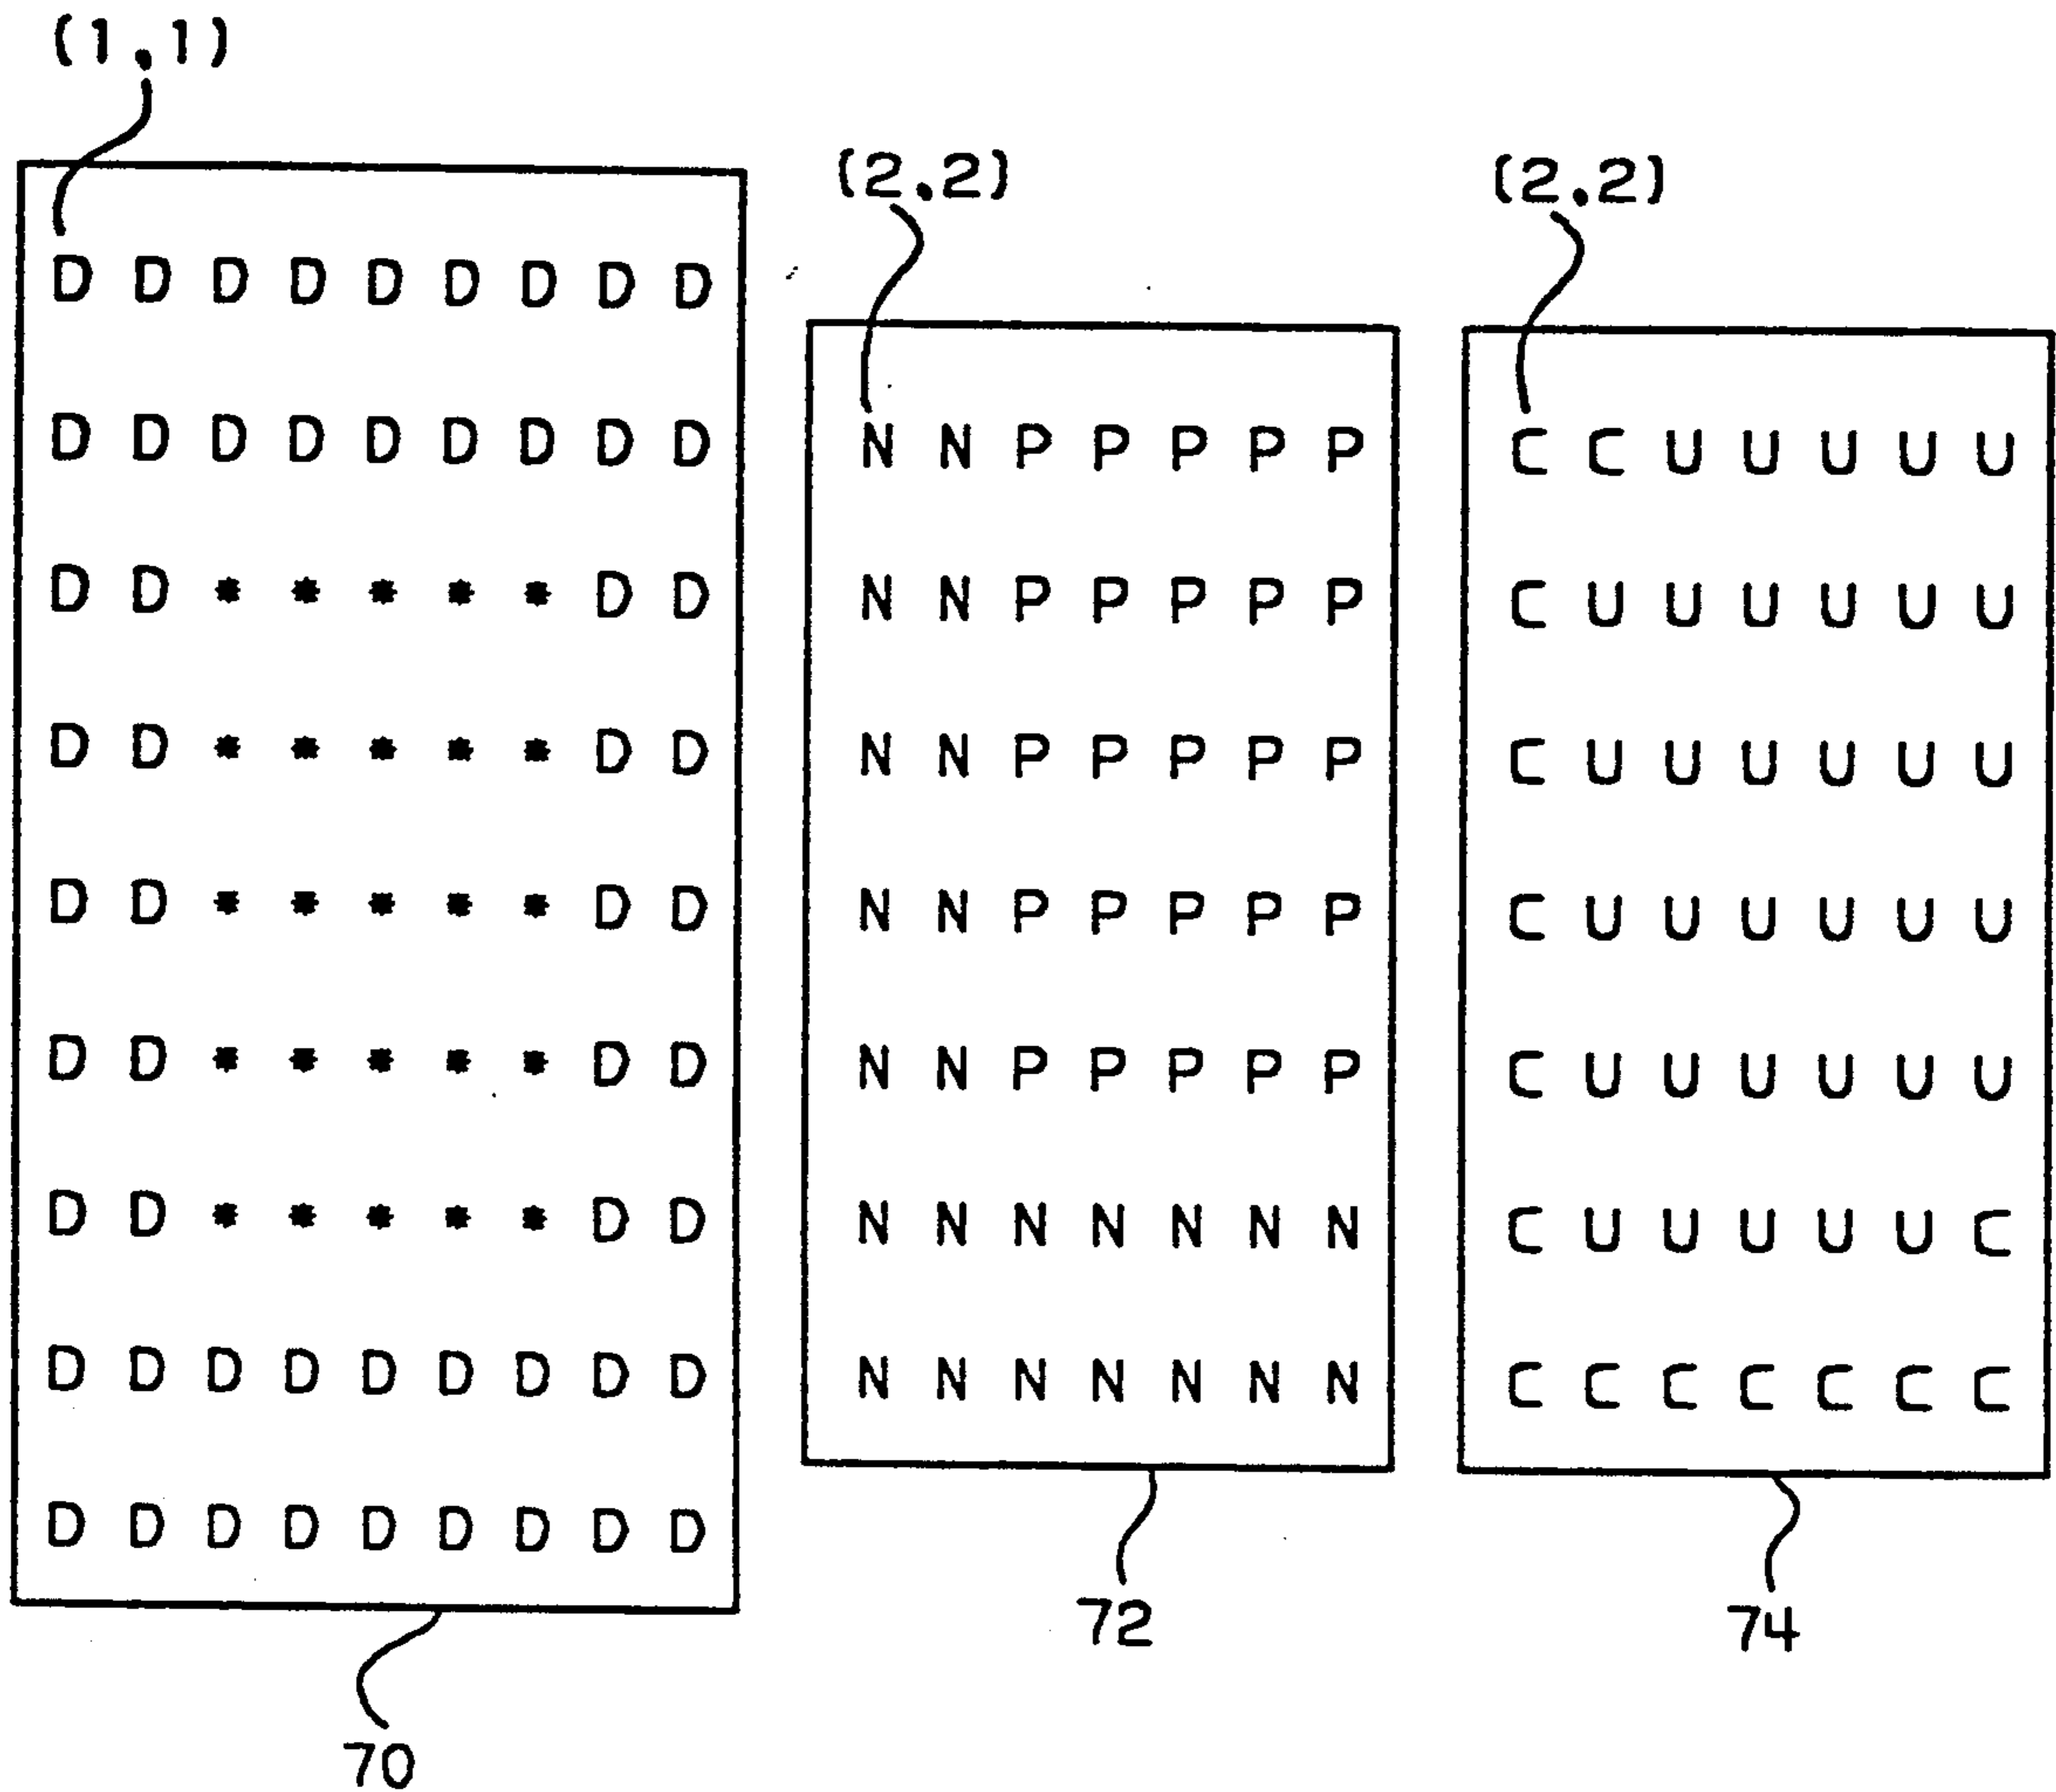 (1,1)
D D D D D D D D D
D D D D D D D D D
D D * * * * * D D
D D * * * * * D D
D D * * * * * D D
D D * * * * * D D
D D * * * * * D D
D D D D D D D D D
D D D D D D D D D
70
(2,2)
N N P P P P P
N N P P P P P
N N P P P P P
N N P P P P P
N N P P P P P
N N N N N N N
N N N N N N N
72
(2,2)
C C U U U U U
C U U U U U U
C U U U U U U
C U U U U U U
C U U U U U U
C U U U U U C
C C C C C C C
74